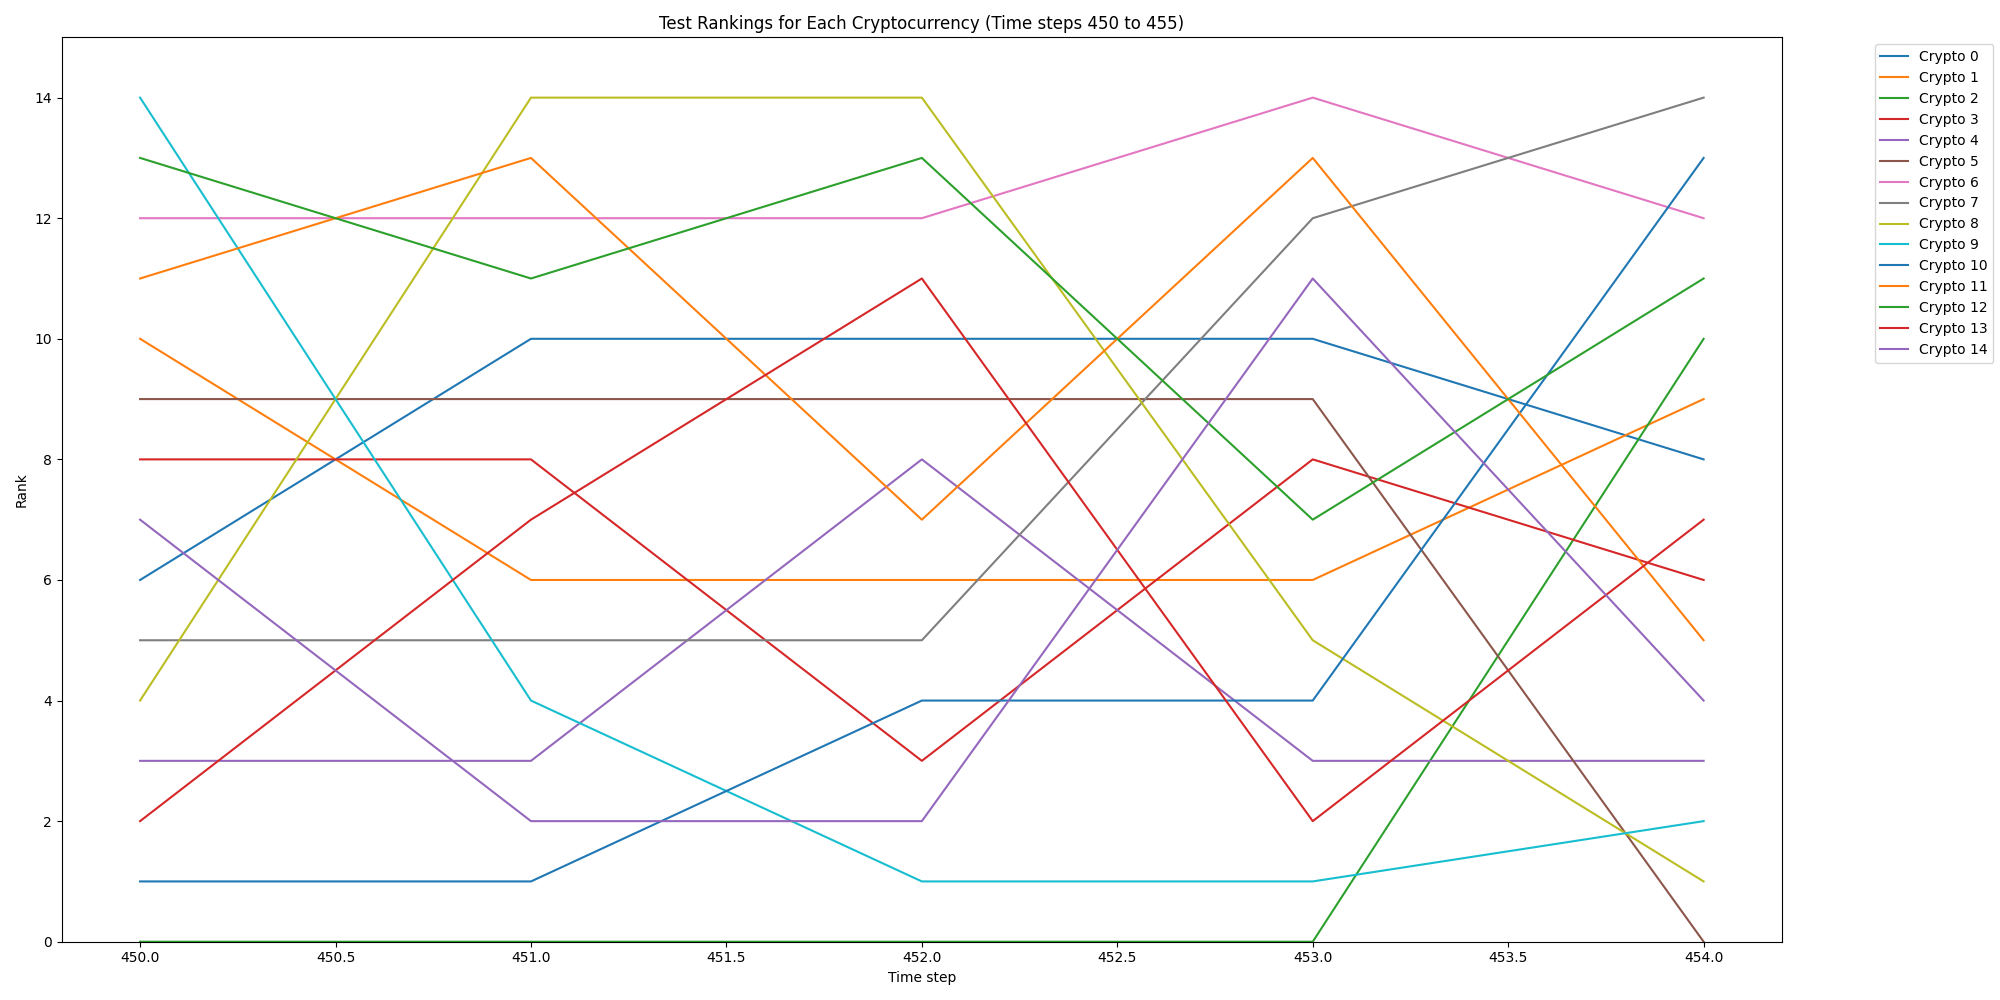 Test Rankings for Each Cryptocurrency (Time steps 450 to 455)
Rank
14
12
10
8
6
4
2
0
450.0
450.5
451.0
451.5
452.0
452.5
453.0
453.5
454.0
Time step
Crypto 0
Crypto 1
Crypto 2
Crypto 3
Crypto 4
Crypto 5
Crypto 6
Crypto 7
Crypto 8
Crypto 9
Crypto 10
Crypto 11
Crypto 12
Crypto 13
Crypto 14